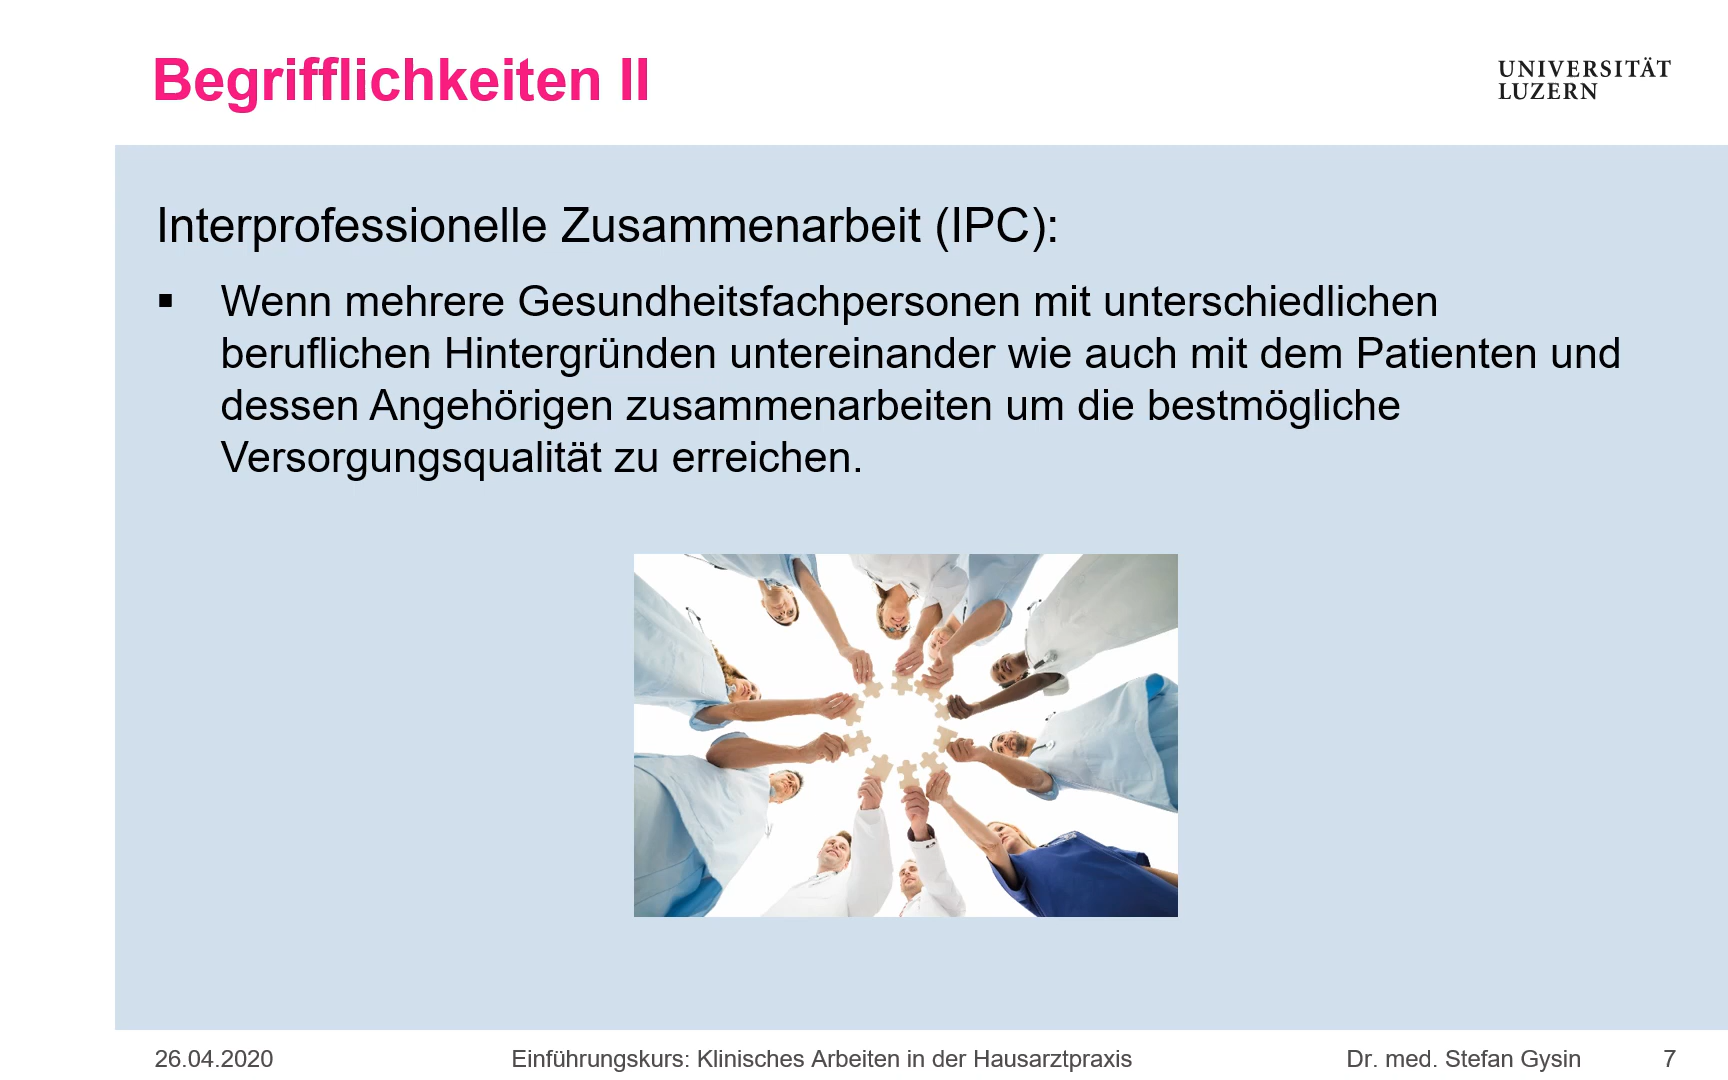 Begrifflichkeiten II
UNIVERSITÄT
LUZERN
Interprofessionelle Zusammenarbeit (IPC):
▪ Wenn mehrere Gesundheitsfachpersonen mit unterschiedlichen
beruflichen Hintergründen untereinander wie auch mit dem Patienten und
dessen Angehörigen zusammenarbeiten um die bestmögliche
Versorgungsqualität zu erreichen.
26.04.2020 Einführungskurs: Klinisches Arbeiten in der Hausarztpraxis Dr. med. Stefan Gysin 7